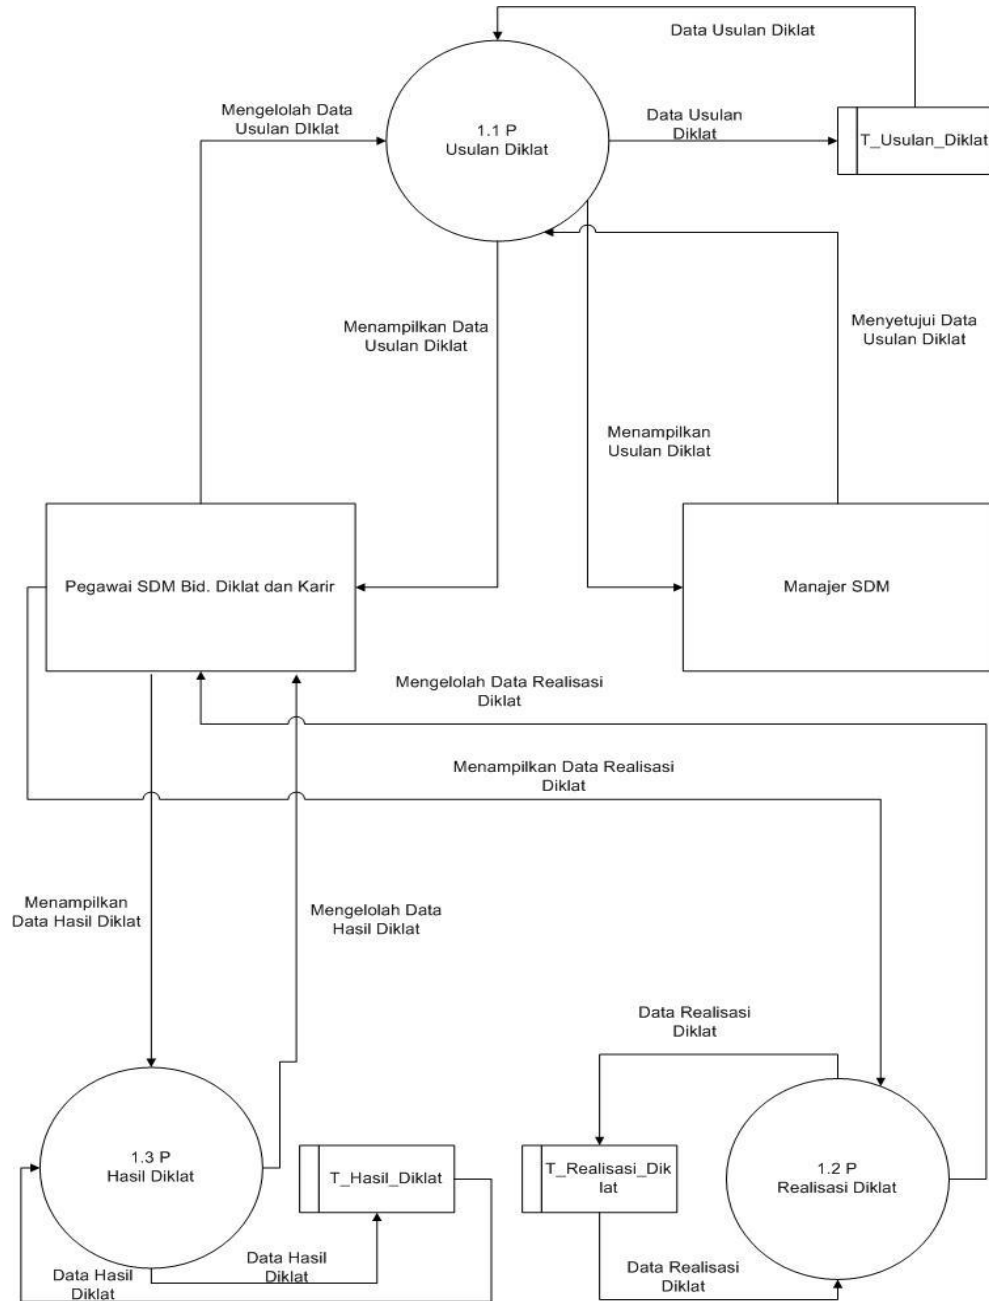 Data Usulan Diklat
Mengelolah Data
Usulan DIklat
1.1 P
Usulan Diklat
Data Usulan
Diklat
T_Usulan_Diklat
Menampilkan Data
Usulan Diklat
Menyetujui Data
Usulan Diklat
Menampilkan
Usulan Diklat
Pegawai SDM Bid. Diklat dan Karir
Manajer SDM
Mengelolah Data Realisasi
Diklat
Menampilkan Data Realisasi
Diklat
Menampilkan
Data Hasil Diklat
Mengelolah Data
Hasil Diklat
Data Realisasi
Diklat
1.3 P
Hasil Diklat
T_Hasil_Diklat
T_Realisasi_Dik
lat
1.2 P
Realisasi Diklat
Data Hasil
Diklat
Data Hasil
Diklat
Data Realisasi
Diklat